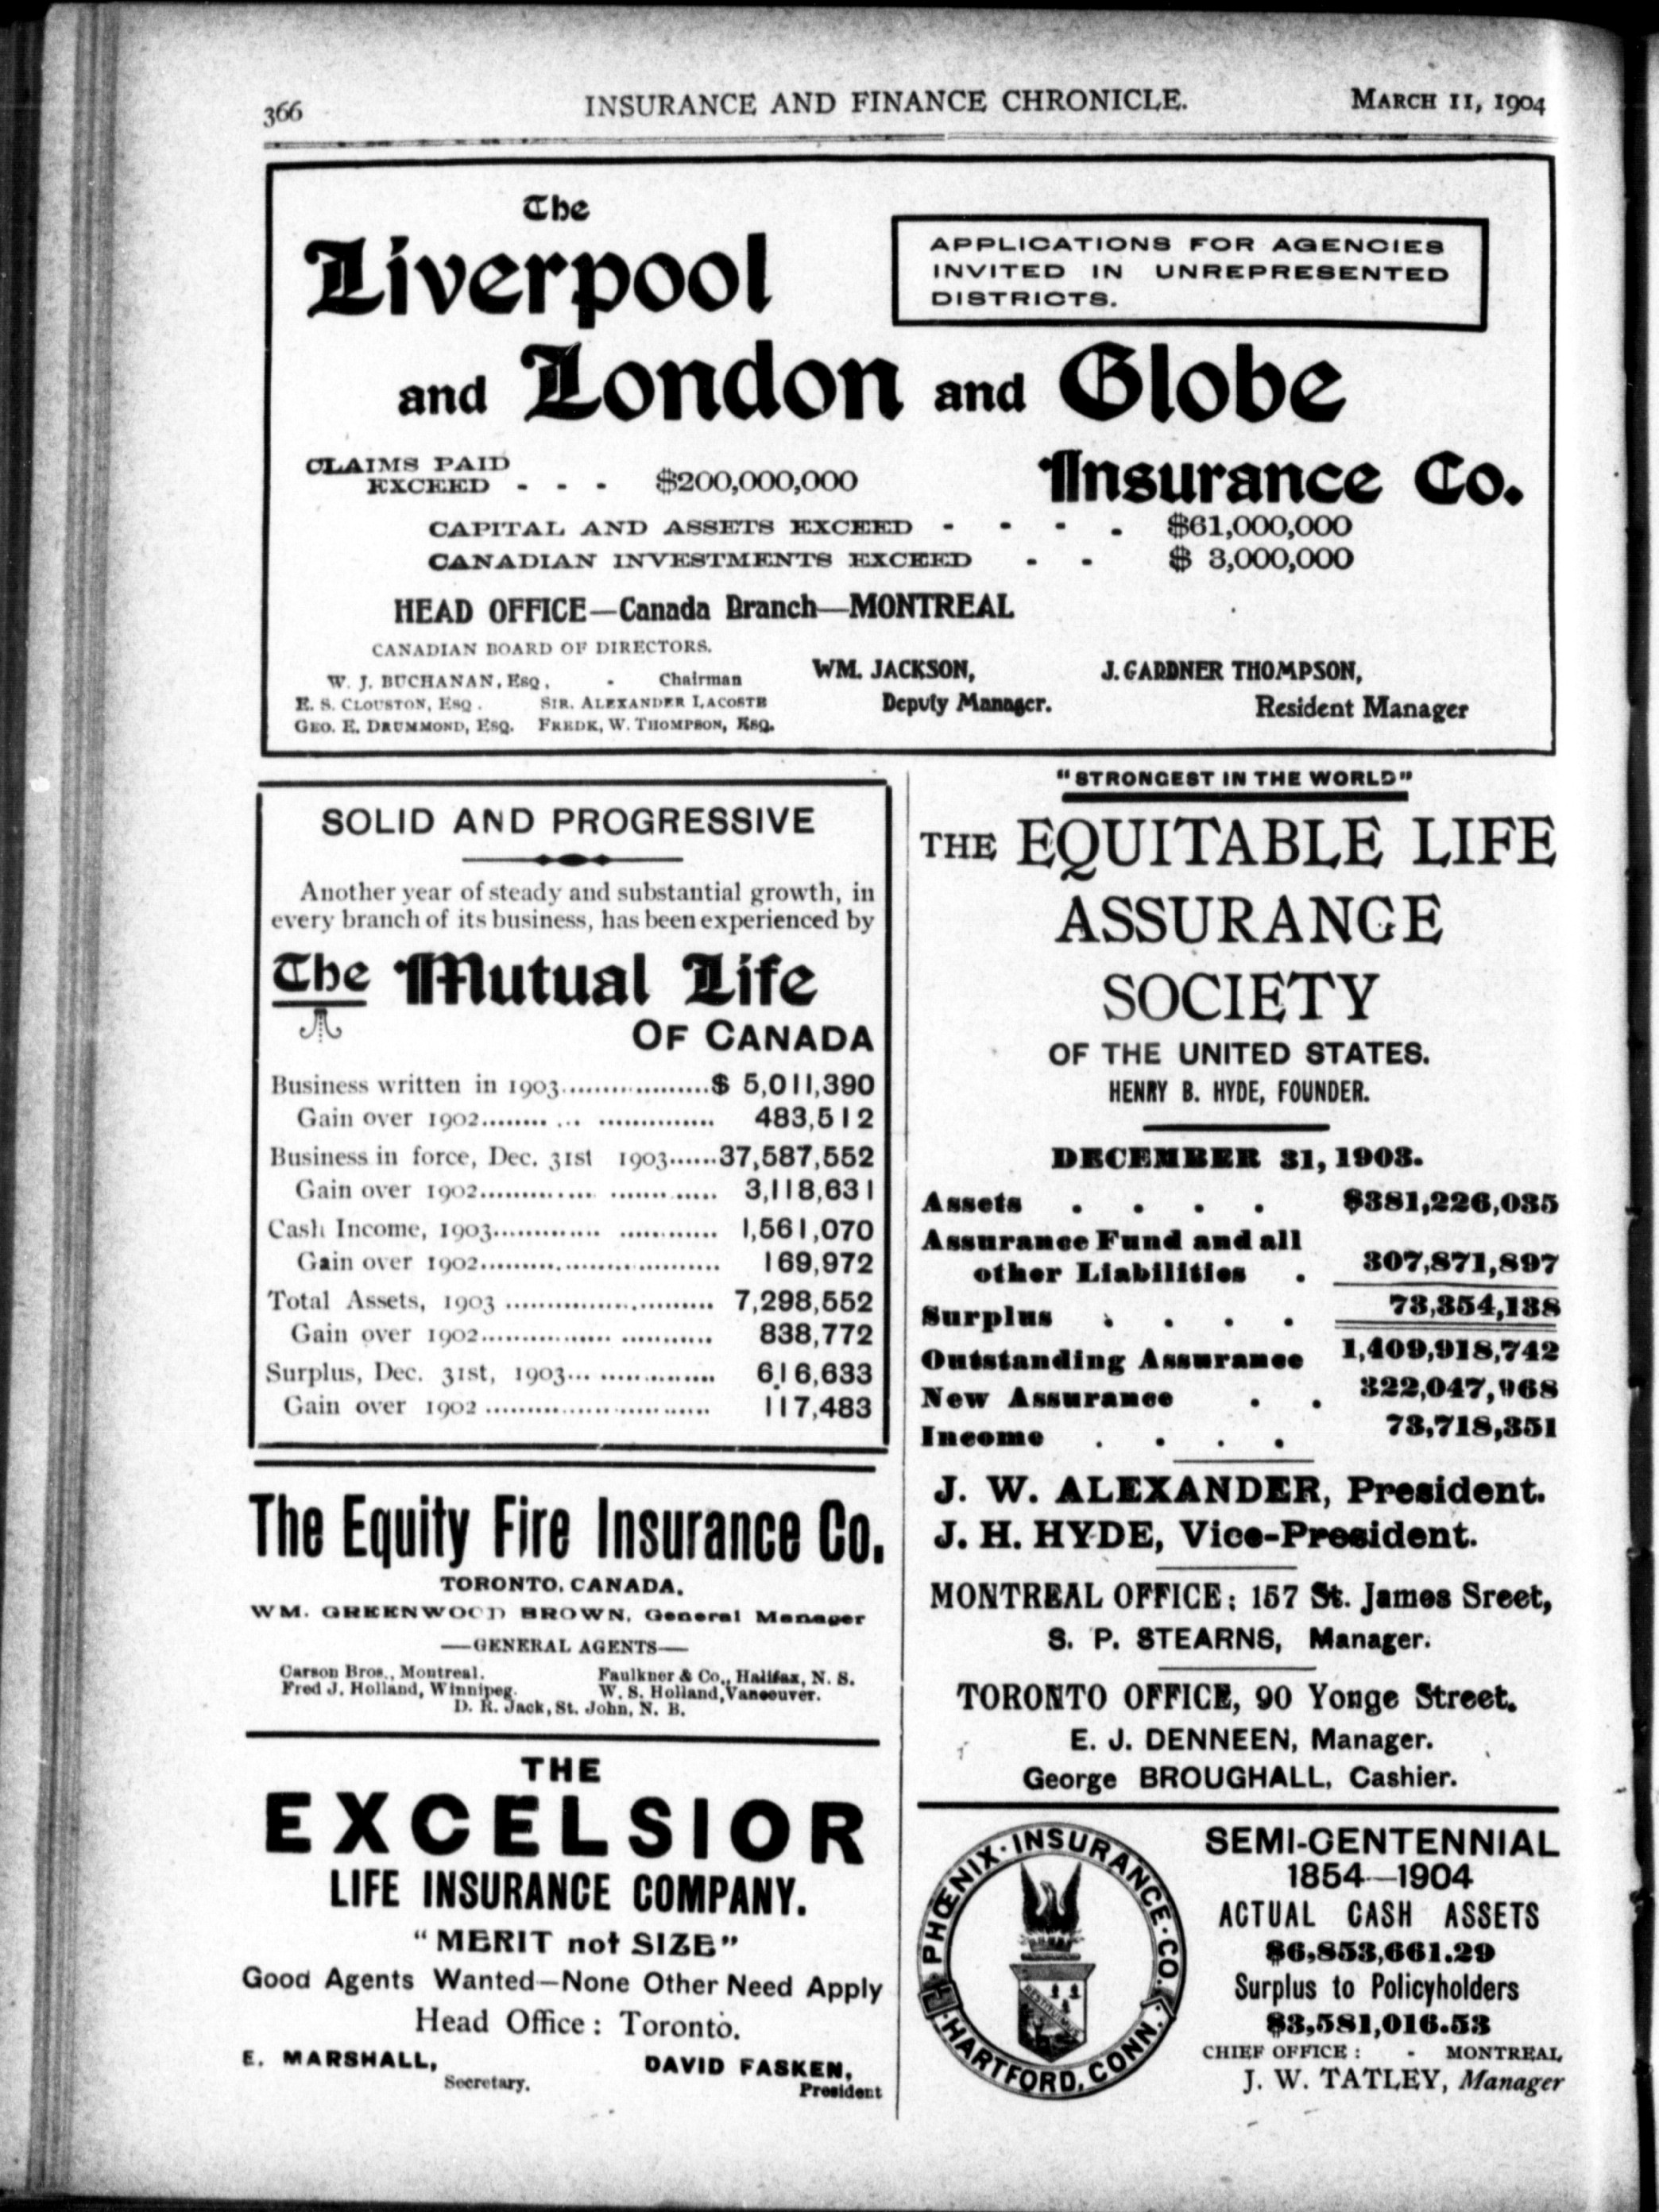 366
INSURANCE AND FINANCE CHRONICLE.
MARCH 11, 1904
The
Liverpool
APPLICATIONS FOR AGENCIES
INVITED IN UNREPRESENTED
DISTRICTS.
and London and Globe
Insurance Co.
CLAIMS PAID
EXCEED - - - $200,000,000
CAPITAL AND ASSETS EXCEED - - - - $61,000,000
CANADIAN INVESTMENTS EXCEED - - $ 3,000,000
HEAD OFFICE—Canada Branch—MONTREAL
CANADIAN BOARD OF DIRECTORS.
W. J. BUCHANAN, Esq, - Chairman
E. S. CLOUSTON, ESQ. SIR. ALEXANDER LACOSTE
GEO. E. DRUMMOND, ESQ. FREDK, W. THOMPSON, ESQ.
WM. JACKSON,
Deputy Manager.
J. GARDNER THOMPSON,
Resident Manager
SOLID AND PROGRESSIVE
Another year of steady and substantial growth, in
every branch of its business, has been experienced by
The Mutual Life
OF CANADA
Business written in 1903.................$ 5,011,390
Gain over 1902........ ... .............. 483,512
Business in force, Dec. 31st 1903......37,587,552
Gain over 1902............. ............ 3,118,631
Cash Income, 1903............. ............ 1,561,070
Gain over 1902............................ 169,972
Total Assets, 1903 ......................... 7,298,552
Gain over 1902............... ........... 838,772
Surplus, Dec. 31st, 1903... .............. 616,633
Gain over 1902 .......................... 117,483
The Equity Fire Insurance Co.
TORONTO, CANADA.
WM. GREENWOOD BROWN, General Manager
—GENERAL AGENTS—
Carson Bros., Montreal. Faulkner & Co., Halifax, N. S.
Fred J. Holland, Winnipeg. W. S. Holland, Vancouver.
D. R. Jack, St. John, N. B.
THE
EXCELSIOR
LIFE INSURANCE COMPANY.
"MERIT not SIZE"
Good Agents Wanted—None Other Need Apply
Head Office: Toronto.
E. MARSHALL,
Secretary.
DAVID FASKEN,
President
"STRONGEST IN THE WORLD"
THE EQUITABLE LIFE
ASSURANCE
SOCIETY
OF THE UNITED STATES.
HENRY B. HYDE, FOUNDER.
DECEMBER 31, 1903.
Assets . . . . $381,226,035
Assurance Fund and all
other Liabilities . 307,871,897
Surplus . . . . 73,354,138
Outstanding Assurance 1,409,918,742
New Assurance . . 322,047,968
Income . . . . 73,718,351
J. W. ALEXANDER, President.
J. H. HYDE, Vice-President.
MONTREAL OFFICE: 157 St. James Sreet,
S. P. STEARNS, Manager.
TORONTO OFFICE, 90 Yonge Street.
E. J. DENNEEN, Manager.
George BROUGHALL, Cashier.
PHŒNIX · INSURANCE · CO.
HARTFORD, CONN.
SEMI-CENTENNIAL
1854—1904
ACTUAL CASH ASSETS
$6,853,661.29
Surplus to Policyholders
$3,581,016.53
CHIEF OFFICE: - MONTREAL
J. W. TATLEY, Manager